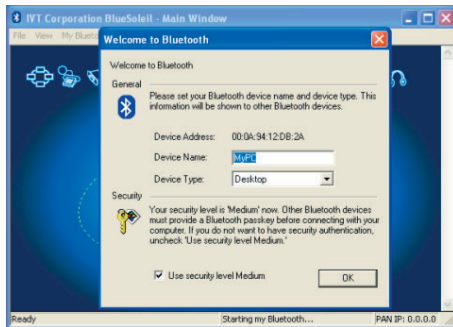 IVT Corporation BlueSoleil - Main Window
File View My Bluet
Welcome to Bluetooth
Welcome to Bluetooth
General
Please set your Bluetooth device name and device type. This
information will be shown to other Bluetooth devices.
Device Address: 00:0A:94:12:DB:2A
Device Name: MyPC
Device Type: Desktop
Security
Your security level is 'Medium' now. Other Bluetooth devices
must provide a Bluetooth passkey before connecting with your
computer. If you do not want to have security authentication,
uncheck 'Use security level Medium.'
Use security level Medium
OK
Ready Starting my Bluetooth... PAN IP: 0.0.0.0